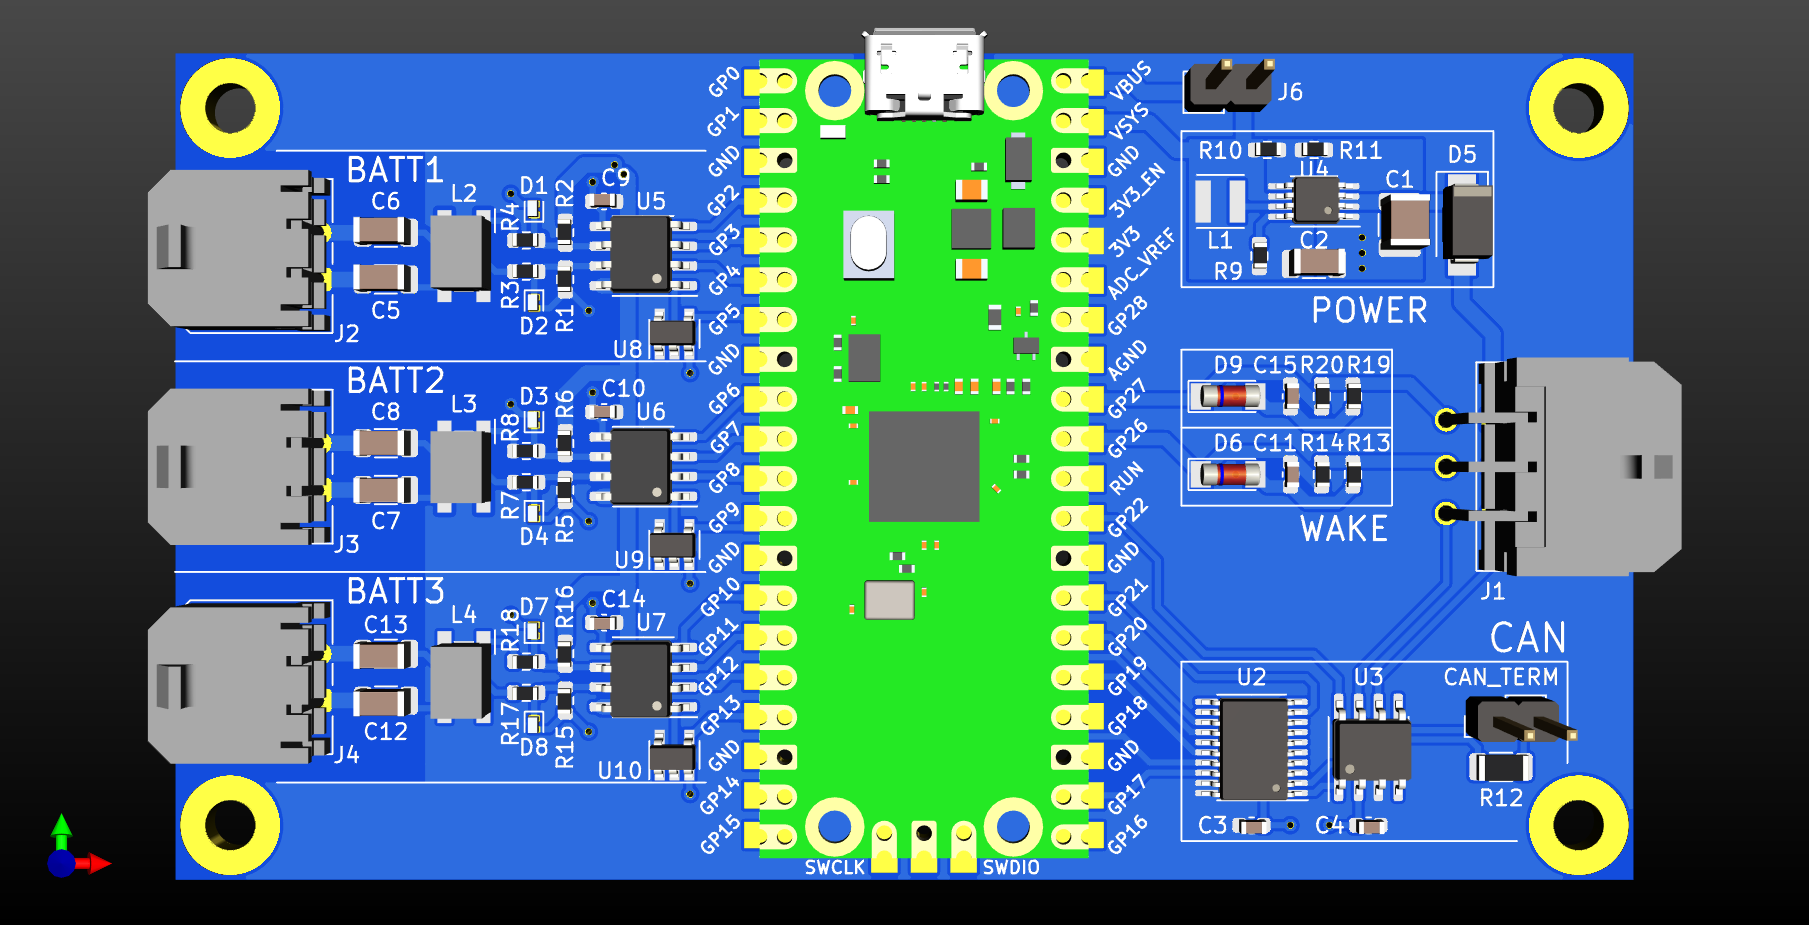 BATT1
C6
C5
J2
L2
R4
D1
R2
C9
U5
R3
D2
R1
U8
BATT2
C8
C7
J3
L3
R8
D3
R6
C10
U6
R7
D4
R5
U9
BATT3
C13
C12
J4
L4
R18
D7
R16
C14
U7
R17
D8
R15
U10
GP0
GP1
GND
GP2
GP3
GP4
GP5
GND
GP6
GP7
GP8
GP9
GND
GP10
GP11
GP12
GP13
GND
GP14
GP15
SWCLK
SWDIO
VBUS
VSYS
GND
3V3_EN
3V3
ADC_VREF
GP28
AGND
GP27
GP26
RUN
GP22
GND
GP21
GP20
GP19
GP18
GND
GP17
GP16
J6
R10
R11
D5
U4
C1
L1
C2
R9
POWER
D9 C15 R20 R19
D6 C11 R14 R13
WAKE
J1
CAN
U2
U3
CAN_TERM
R12
C3
C4